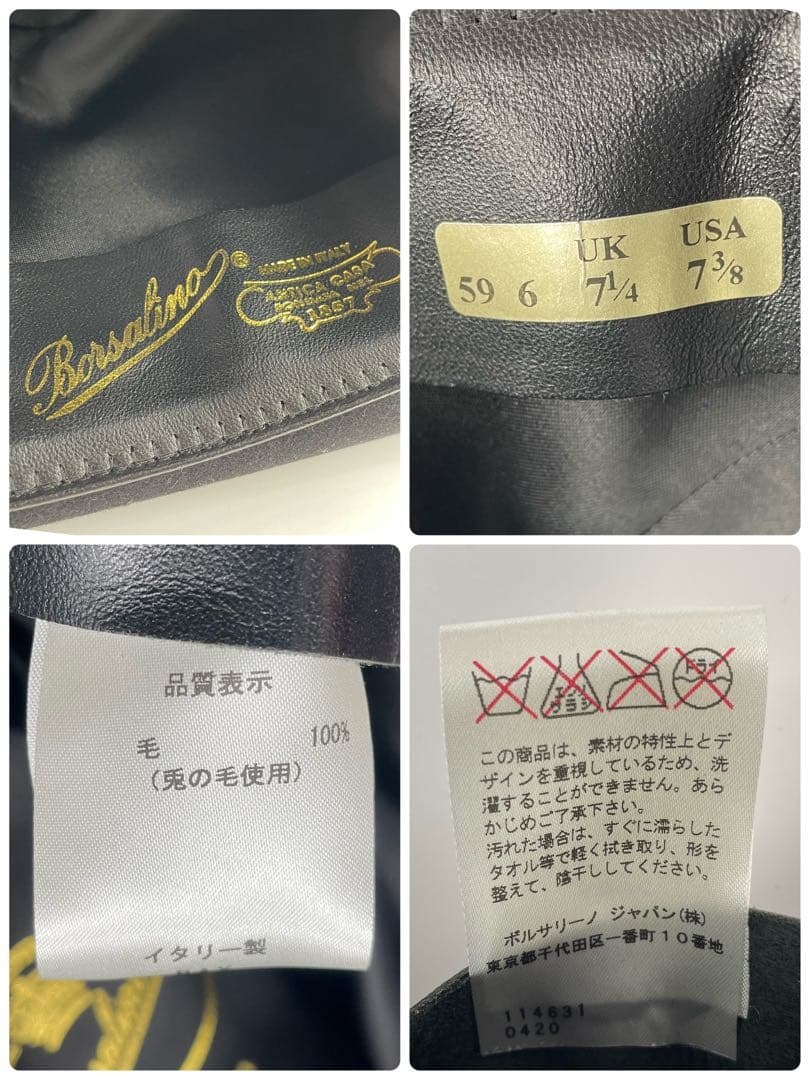 Borsalino®
MADE IN ITALY
ANTICA CASA
1857
UK USA
59 6 7¼ 7⅜
品質表示
毛 100%
(兎の毛使用)
イタリー製
エンソ
サラシ
ドライ
この商品は、素材の特性上とデ
ザインを重視しているため、洗
濯することができません。あら
かじめご了承下さい。
汚れた場合は、すぐに濡らした
タオル等で軽く拭き取り、形を
整えて、陰干ししてください。
ボルサリーノ ジャパン(株)
東京都千代田区一番町10番地
114631
0420